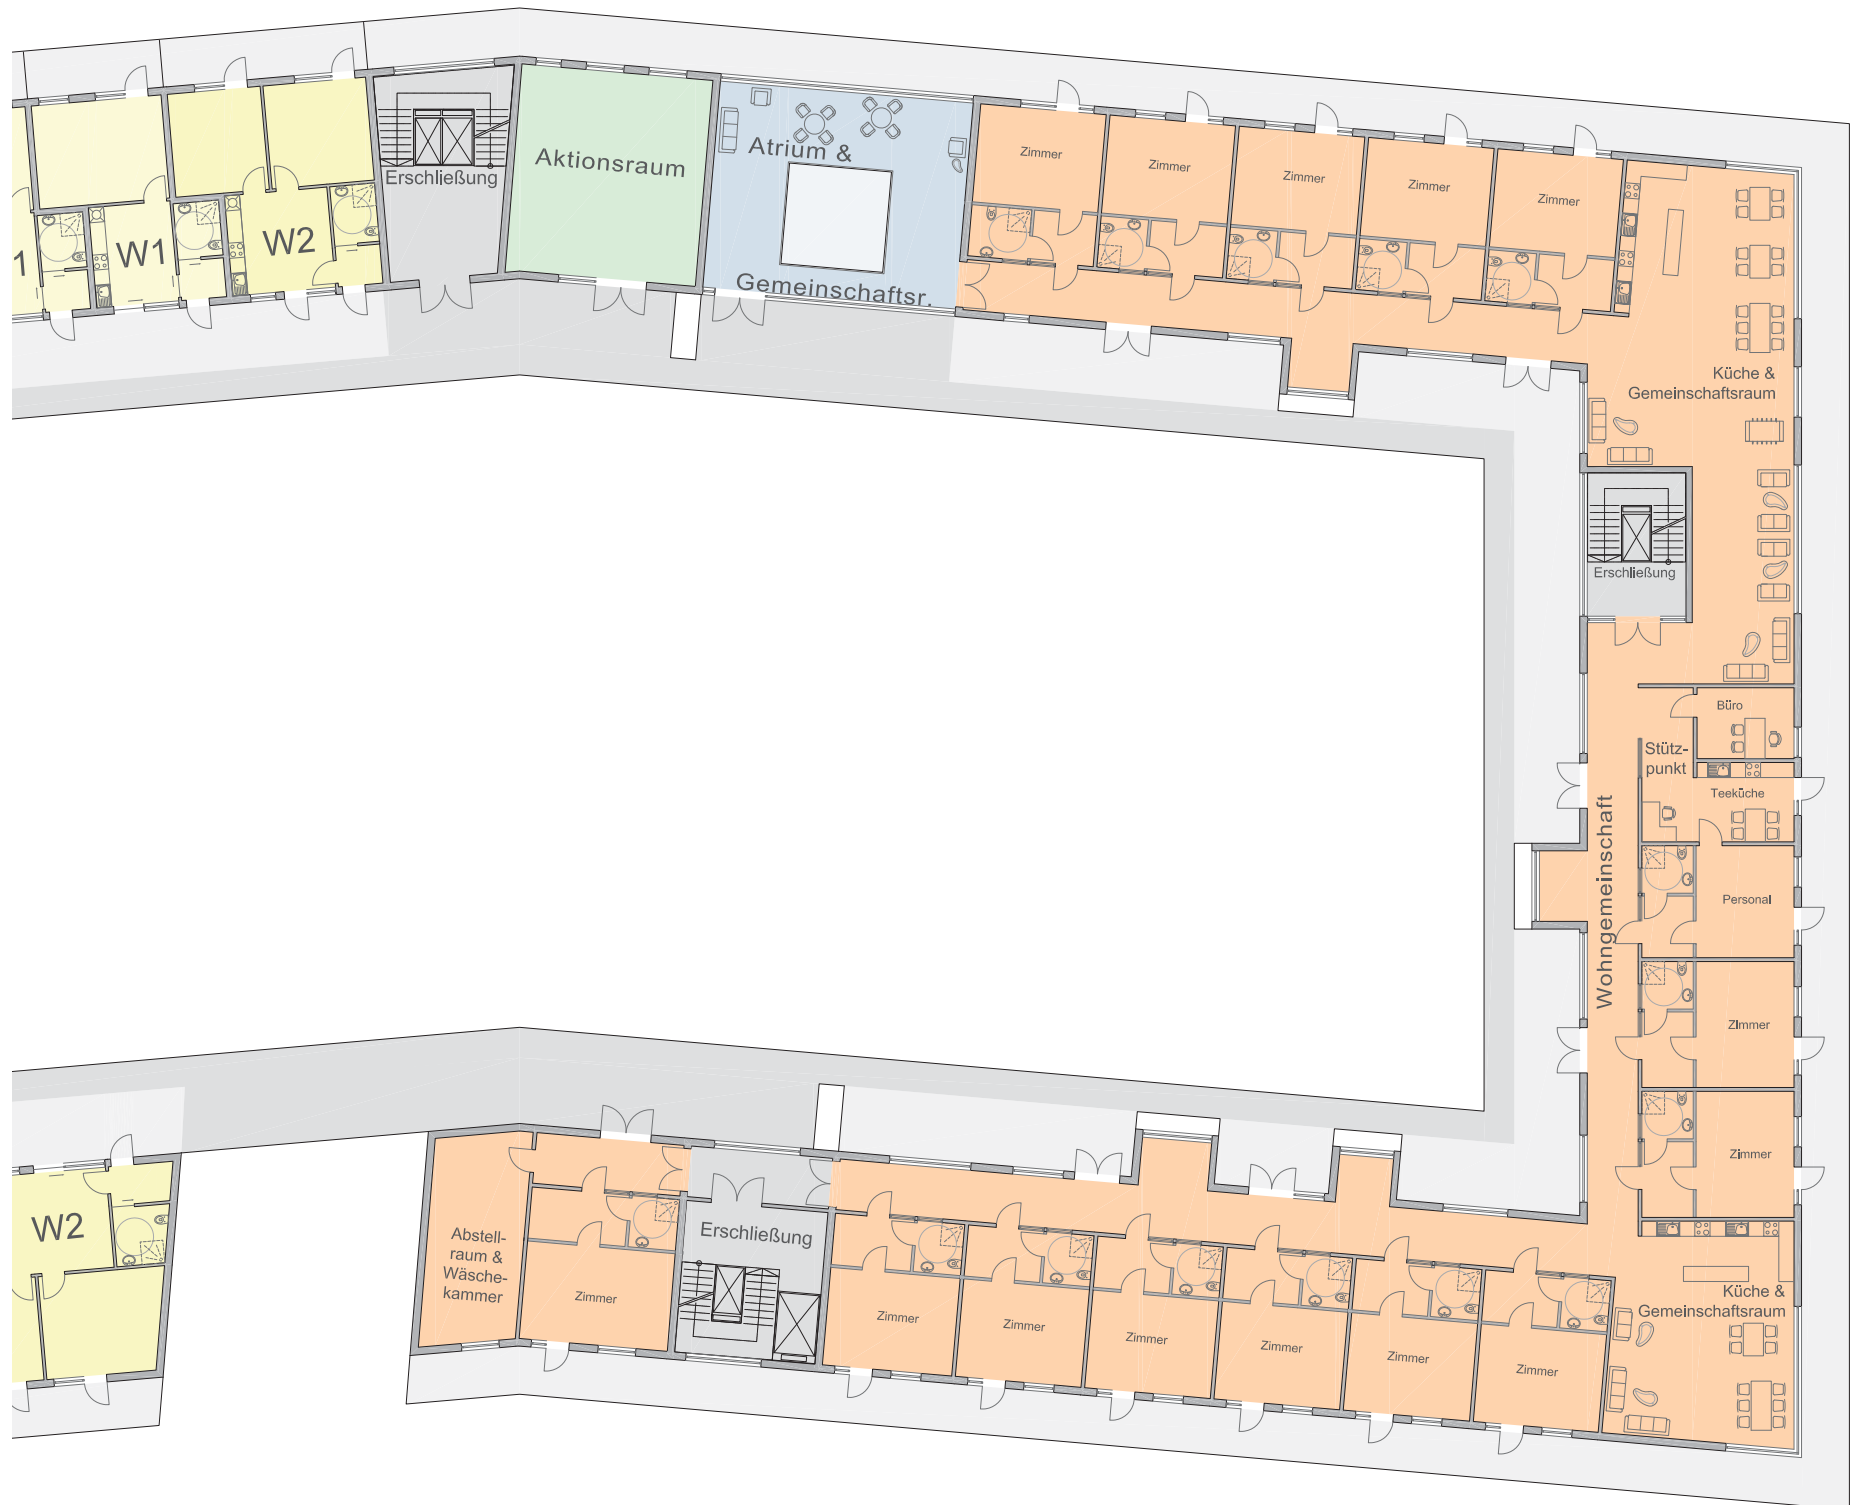 1
W1
W2
Erschließung
Aktionsraum
Atrium &
Gemeinschaftsr.
Zimmer
Zimmer
Zimmer
Zimmer
Zimmer
Küche &
Gemeinschaftsraum
Erschließung
Büro
Stütz-
punkt
Teeküche
Wohngemeinschaft
Personal
ZImmer
Zimmer
Küche &
Gemeinschaftsraum
W2
Abstell-
raum &
Wäsche-
kammer
Zimmer
Erschließung
Zimmer
Zimmer
Zimmer
Zimmer
Zimmer
Zimmer